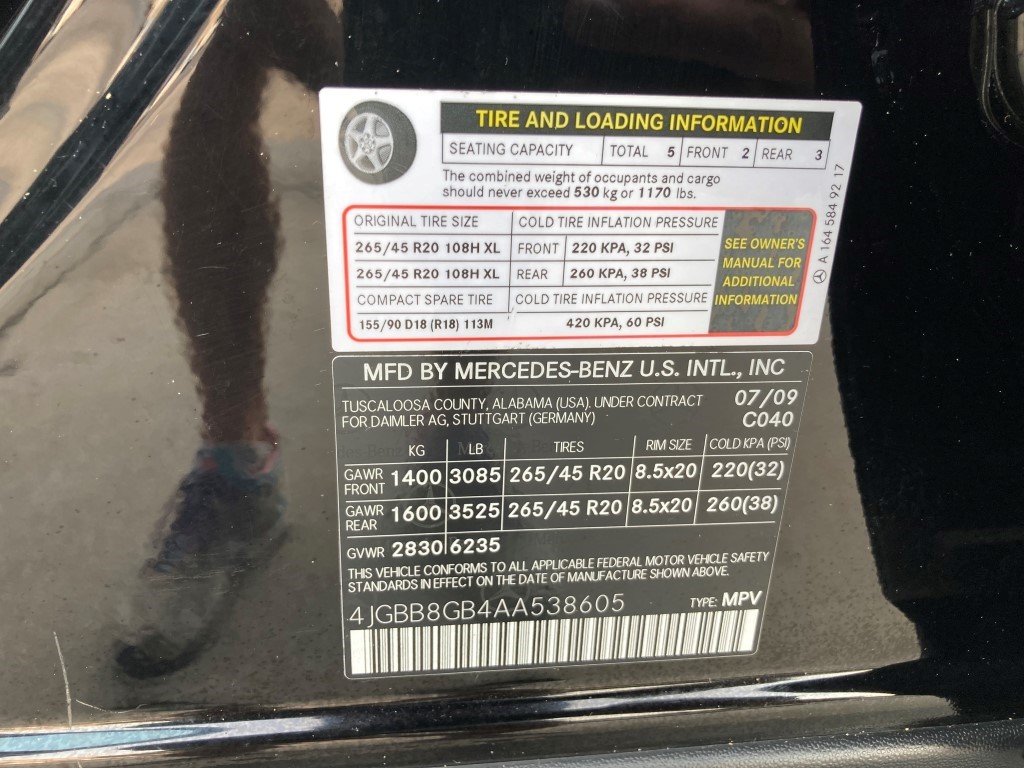 TIRE AND LOADING INFORMATION
SEATING CAPACITY TOTAL 5 FRONT 2 REAR 3
The combined weight of occupants and cargo
should never exceed 530 kg or 1170 lbs.
ORIGINAL TIRE SIZE COLD TIRE INFLATION PRESSURE
265/45 R20 108H XL FRONT 220 KPA, 32 PSI
265/45 R20 108H XL REAR 260 KPA, 38 PSI
COMPACT SPARE TIRE COLD TIRE INFLATION PRESSURE
155/90 D18 (R18) 113M 420 KPA, 60 PSI
SEE OWNER'S
MANUAL FOR
ADDITIONAL
INFORMATION
A 164 584 92 17
MFD BY MERCEDES-BENZ U.S. INTL., INC
TUSCALOOSA COUNTY, ALABAMA (USA). UNDER CONTRACT 07/09
FOR DAIMLER AG, STUTTGART (GERMANY) C040
KG LB TIRES RIM SIZE COLD KPA (PSI)
GAWR FRONT 1400 3085 265/45 R20 8.5x20 220(32)
GAWR REAR 1600 3525 265/45 R20 8.5x20 260(38)
GVWR 2830 6235
THIS VEHICLE CONFORMS TO ALL APPLICABLE FEDERAL MOTOR VEHICLE SAFETY
STANDARDS IN EFFECT ON THE DATE OF MANUFACTURE SHOWN ABOVE.
4JGBB8GB4AA538605 TYPE: MPV